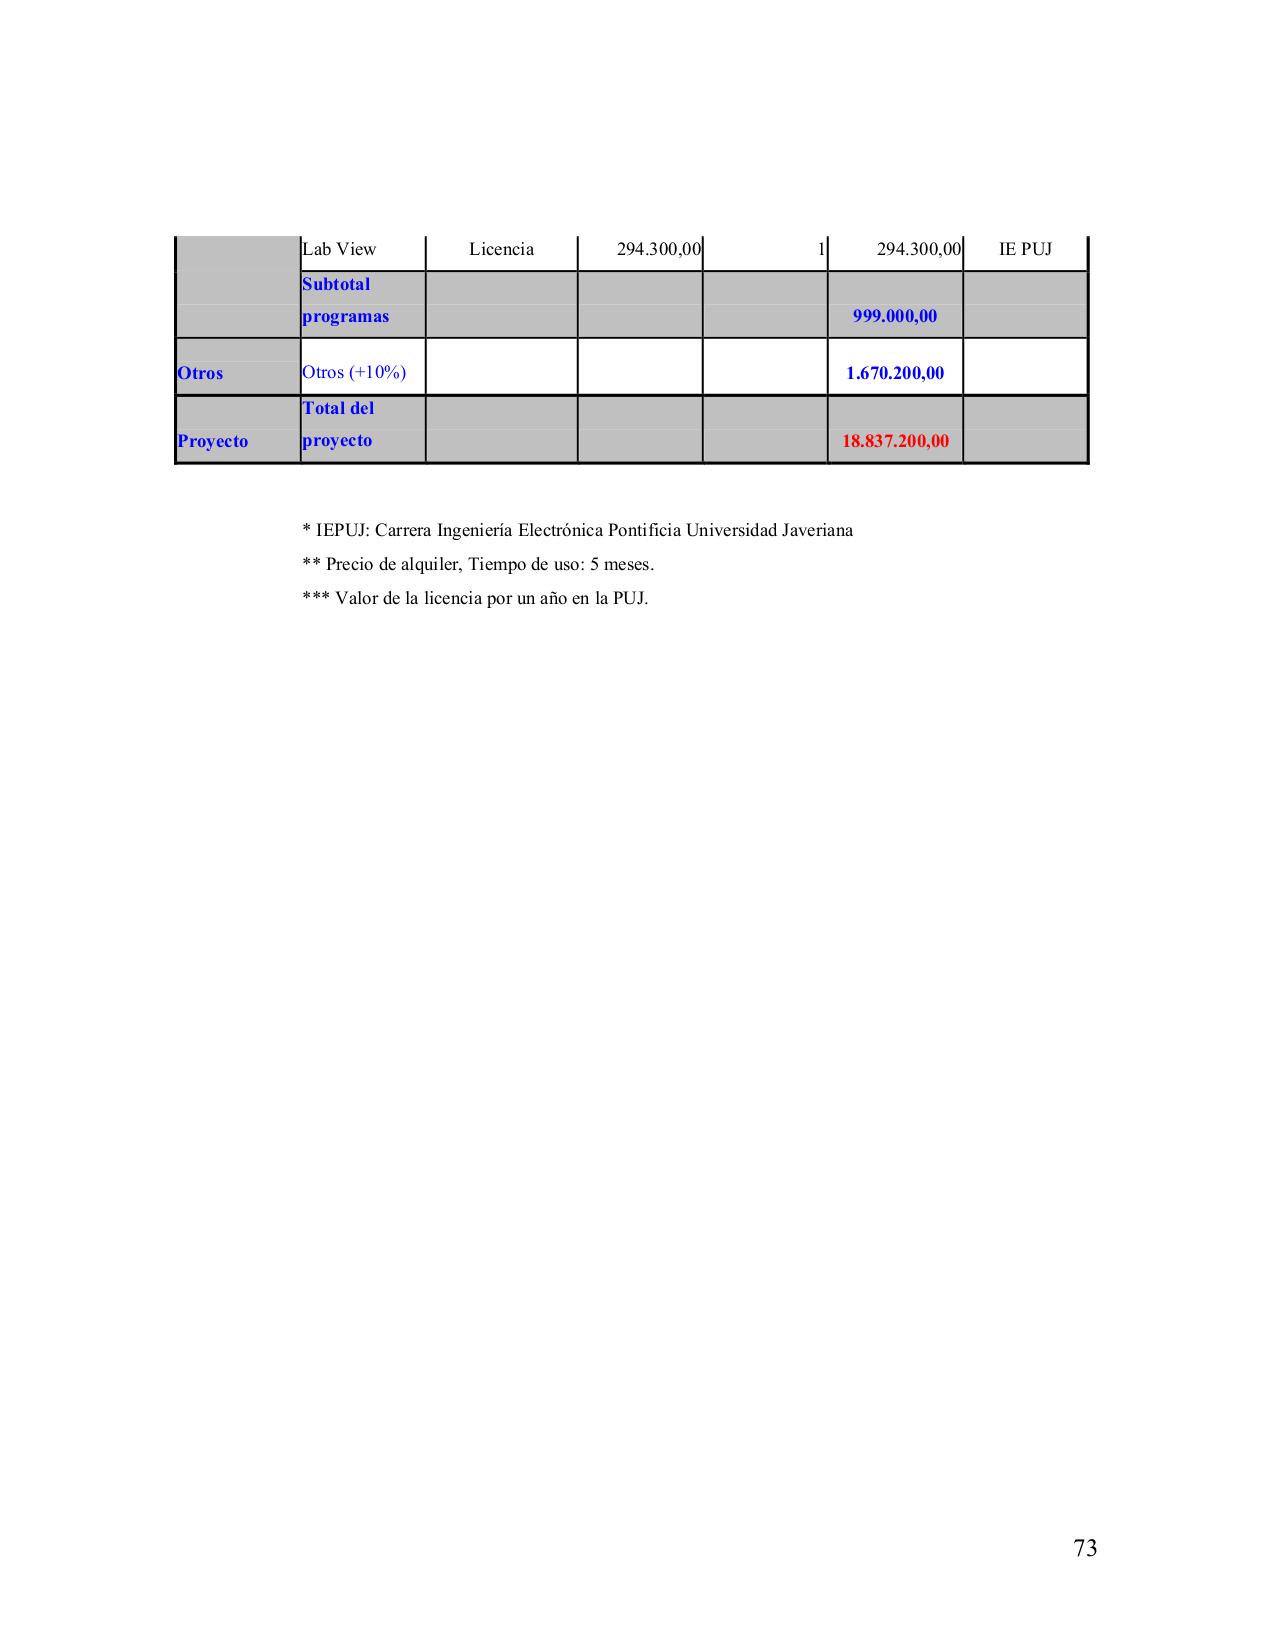 Lab View Licencia 294.300,00 1 294.300,00 IE PUJ
Subtotal
programas 999.000,00
Otros Otros (+10%) 1.670.200,00
Total del
Proyecto proyecto 18.837.200,00
* IEPUJ: Carrera Ingeniería Electrónica Pontificia Universidad Javeriana
** Precio de alquiler, Tiempo de uso: 5 meses.
*** Valor de la licencia por un año en la PUJ.
73